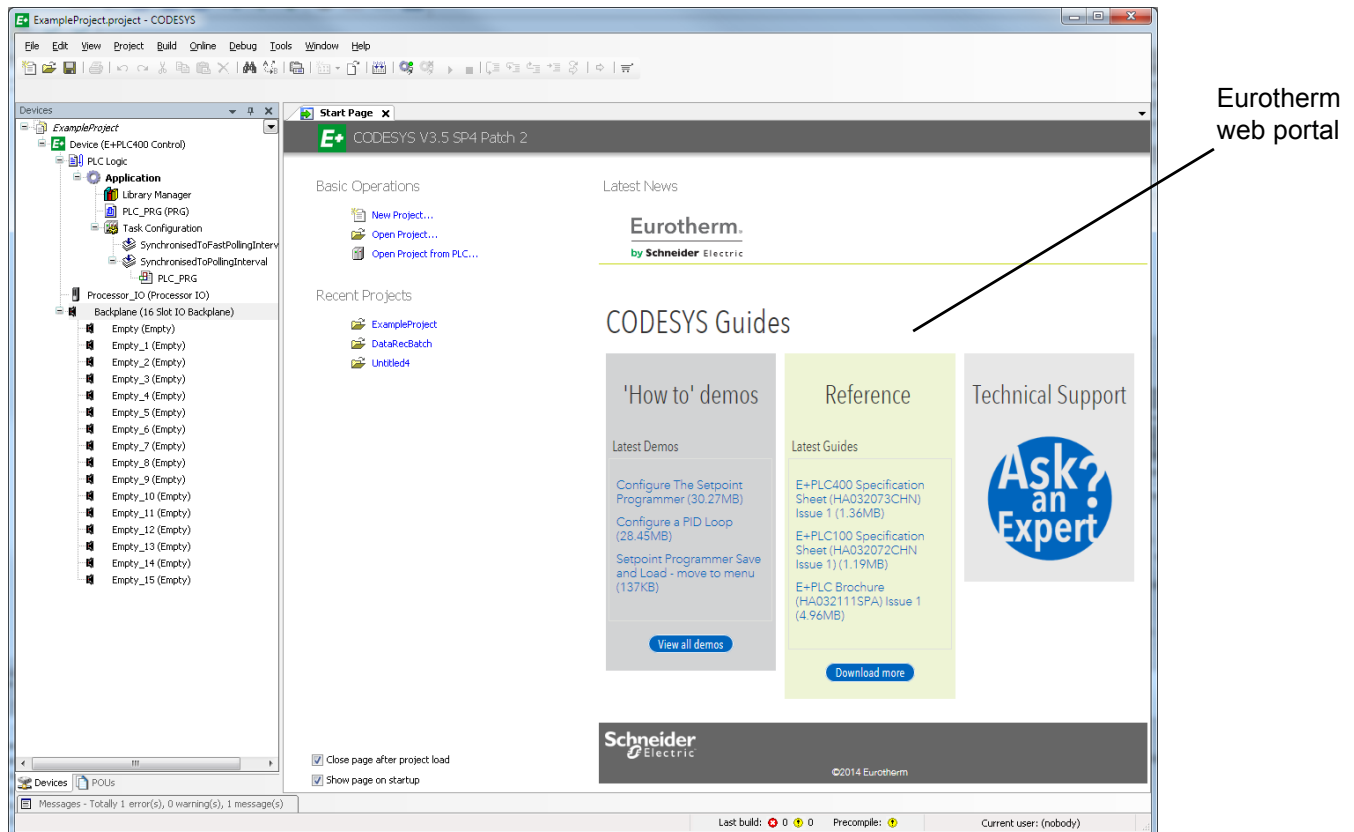 ExampleProject.project - CODESYS
File Edit View Project Build Online Debug Tools Window Help
Devices
ExampleProject
Device (E+PLC400 Control)
PLC Logic
Application
Library Manager
PLC_PRG (PRG)
Task Configuration
SynchronisedToFastPollingInterv
SynchronisedToPollingInterval
PLC_PRG
Processor_IO (Processor IO)
Backplane (16 Slot IO Backplane)
Empty (Empty)
Empty_1 (Empty)
Empty_2 (Empty)
Empty_3 (Empty)
Empty_4 (Empty)
Empty_5 (Empty)
Empty_6 (Empty)
Empty_7 (Empty)
Empty_8 (Empty)
Empty_9 (Empty)
Empty_10 (Empty)
Empty_11 (Empty)
Empty_12 (Empty)
Empty_13 (Empty)
Empty_14 (Empty)
Empty_15 (Empty)
Devices POUs
Start Page
E+ CODESYS V3.5 SP4 Patch 2
Basic Operations
New Project...
Open Project...
Open Project from PLC...
Recent Projects
ExampleProject
DataRecBatch
Untitled4
Close page after project load
Show page on startup
Latest News
Eurotherm.
by Schneider Electric
CODESYS Guides
'How to' demos
Latest Demos
Configure The Setpoint
Programmer (30.27MB)
Configure a PID Loop
(28.45MB)
Setpoint Programmer Save
and Load - move to menu
(137KB)
View all demos
Reference
Latest Guides
E+PLC400 Specification
Sheet (HA032073CHN)
Issue 1 (1.36MB)
E+PLC100 Specification
Sheet (HA032072CHN
Issue 1) (1.19MB)
E+PLC Brochure
(HA032111SPA) Issue 1
(4.96MB)
Download more
Technical Support
Ask?
an
Expert
Schneider
Electric
©2014 Eurotherm
Messages - Totally 1 error(s), 0 warning(s), 1 message(s)
Last build: 0 0 Precompile: Current user: (nobody)
Eurotherm
web portal